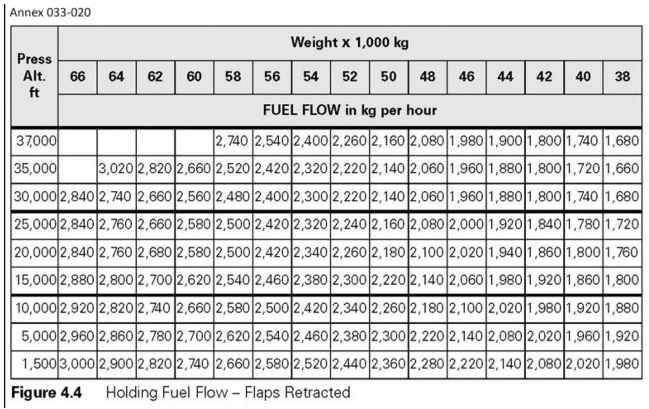 Annex 033-020
Press Alt. ft Weight x 1,000 kg
66 64 62 60 58 56 54 52 50 48 46 44 42 40 38
FUEL FLOW in kg per hour
37,000 2,740 2,540 2,400 2,260 2,160 2,080 1,980 1,900 1,800 1,740 1,680
35,000 3,020 2,820 2,660 2,520 2,420 2,320 2,220 2,140 2,060 1,960 1,880 1,800 1,720 1,660
30,000 2,840 2,740 2,660 2,560 2,480 2,400 2,300 2,220 2,140 2,060 1,960 1,880 1,800 1,740 1,680
25,000 2,840 2,760 2,660 2,580 2,500 2,420 2,320 2,240 2,160 2,080 2,000 1,920 1,840 1,780 1,720
20,000 2,840 2,760 2,680 2,580 2,500 2,420 2,340 2,260 2,180 2,100 2,020 1,940 1,860 1,800 1,760
15,000 2,880 2,800 2,700 2,620 2,540 2,460 2,380 2,300 2,220 2,140 2,060 1,980 1,920 1,860 1,800
10,000 2,920 2,820 2,740 2,660 2,580 2,500 2,420 2,340 2,260 2,180 2,100 2,020 1,980 1,920 1,880
5,000 2,960 2,860 2,780 2,700 2,620 2,540 2,460 2,380 2,300 2,220 2,140 2,080 2,020 1,960 1,920
1,500 3,000 2,900 2,820 2,740 2,660 2,580 2,520 2,440 2,360 2,280 2,220 2,140 2,080 2,020 1,980
Figure 4.4 Holding Fuel Flow – Flaps Retracted